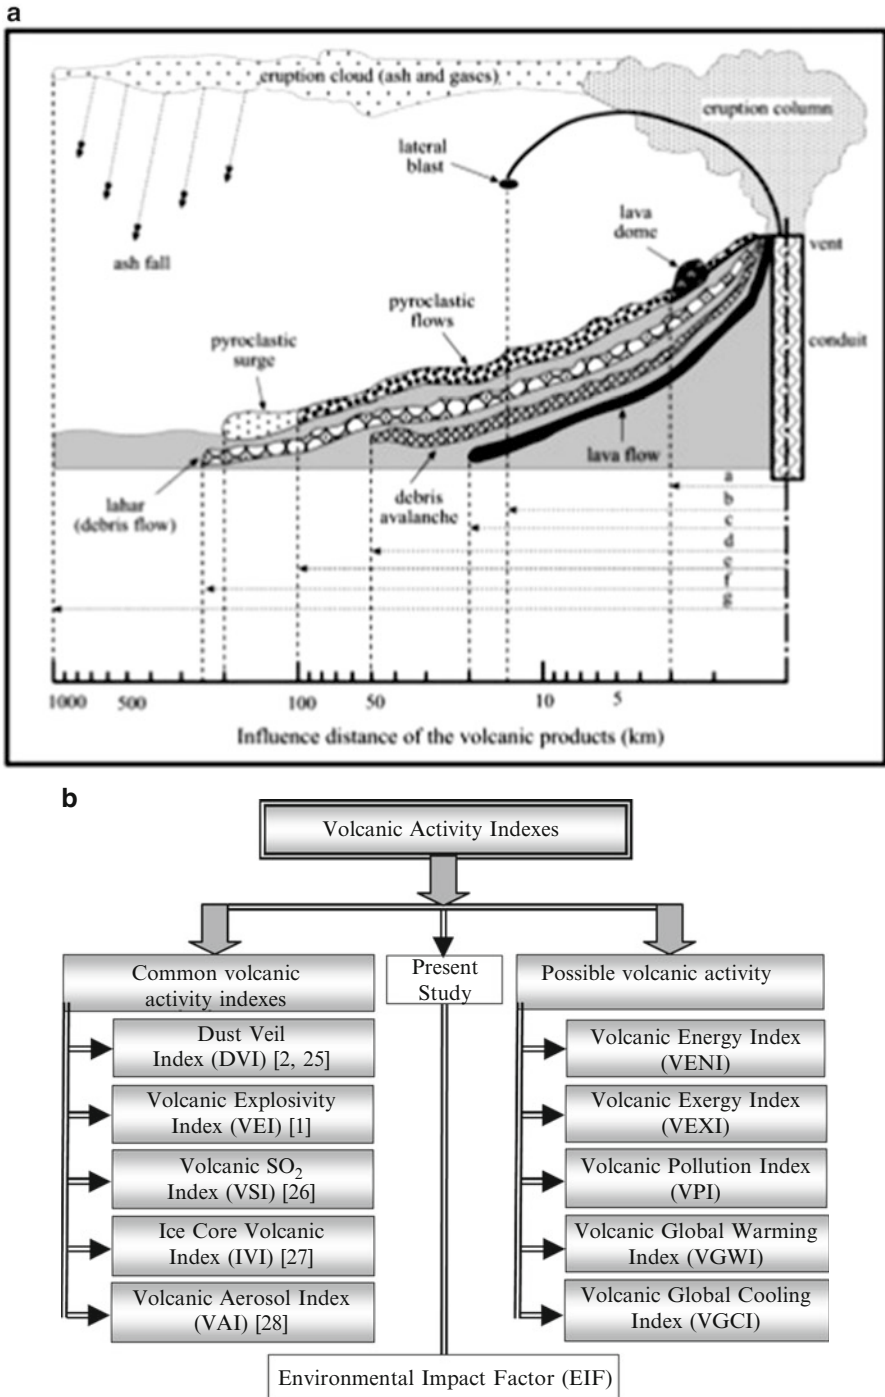 a
eruption cloud (ash and gases)
eruption column
lateral
blast
lava
dome
ash fall
vent
pyroclastic
flows
pyroclastic
surge
conduit
lava flow
lahar
(debris flow)
debris
avalanche
a
b
c
d
e
f
g
1000 500 100 50 10 5
Influence distance of the volcanic products (km)
b
Volcanic Activity Indexes
Common volcanic
activity indexes
Present
Study
Possible volcanic activity
Dust Veil
Index (DVI) [2, 25]
Volcanic Explosivity
Index (VEI) [1]
Volcanic SO₂
Index (VSI) [26]
Ice Core Volcanic
Index (IVI) [27]
Volcanic Aerosol Index
(VAI) [28]
Volcanic Energy Index
(VENI)
Volcanic Exergy Index
(VEXI)
Volcanic Pollution Index
(VPI)
Volcanic Global Warming
Index (VGWI)
Volcanic Global Cooling
Index (VGCI)
Environmental Impact Factor (EIF)